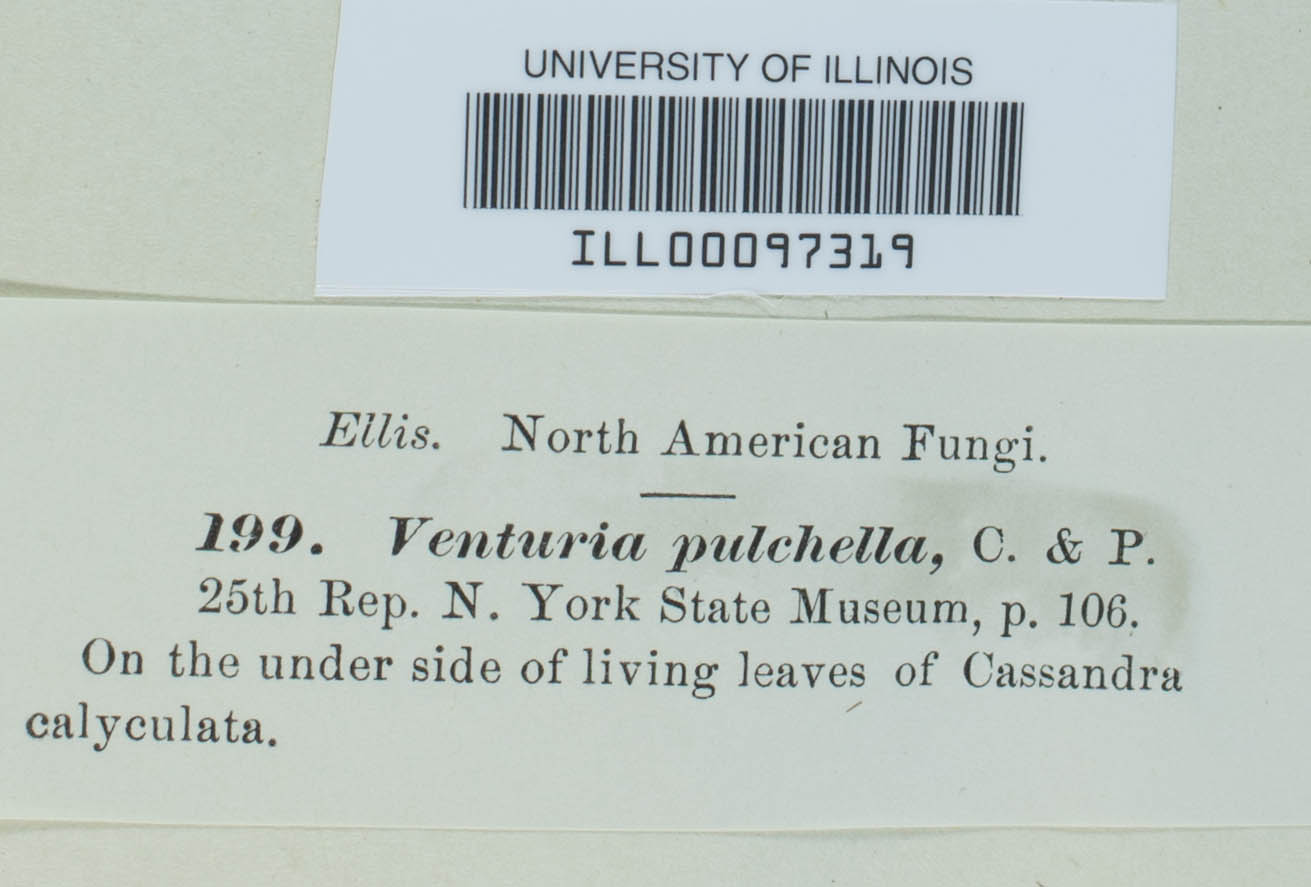 UNIVERSITY OF ILLINOIS
ILL00097319
Ellis. North American Fungi.
199. Venturia pulchella, C. & P.
25th Rep. N. York State Museum, p. 106.
On the under side of living leaves of Cassandra
calyculata.